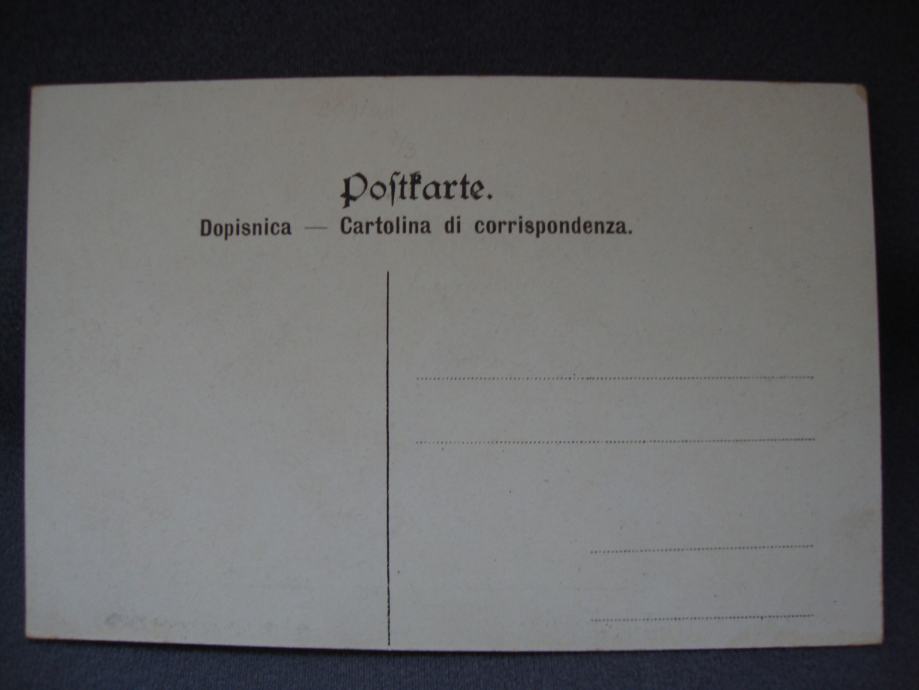 Poſtkarte.
Dopisnica — Cartolina di corrispondenza.